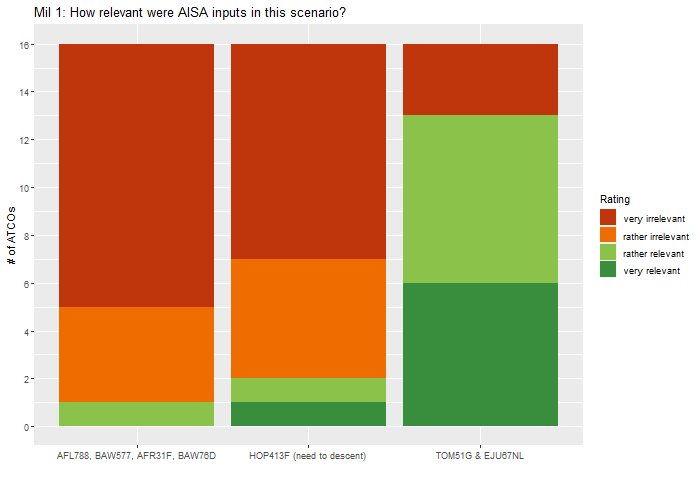 Mil 1: How relevant were AISA inputs in this scenario?
# of ATCOs
16
14
12
10
8
6
4
2
0
AFL788, BAW577, AFR31F, BAW76D
HOP413F (need to descent)
TOM51G & EJU67NL
Rating
very irrelevant
rather irrelevant
rather relevant
very relevant